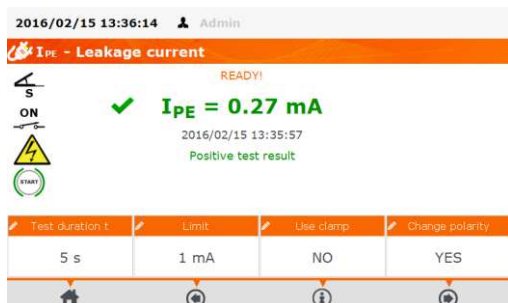 2016/02/15 13:36:14 Admin
IPE - Leakage current
READY!
S
ON
IPE = 0.27 mA
2016/02/15 13:35:57
Positive test result
START
Test duration t Limit Use clamp Change polarity
5 s 1 mA NO YES